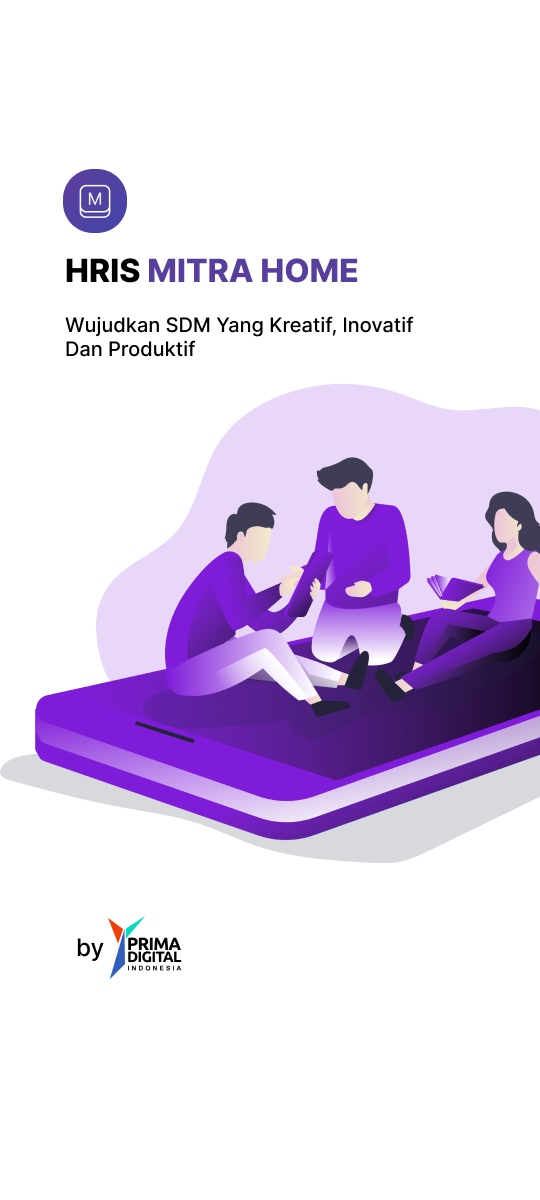 M
HRIS MITRA HOME
Wujudkan SDM Yang Kreatif, Inovatif
Dan Produktif
by PRIMA
DIGITAL
INDONESIA